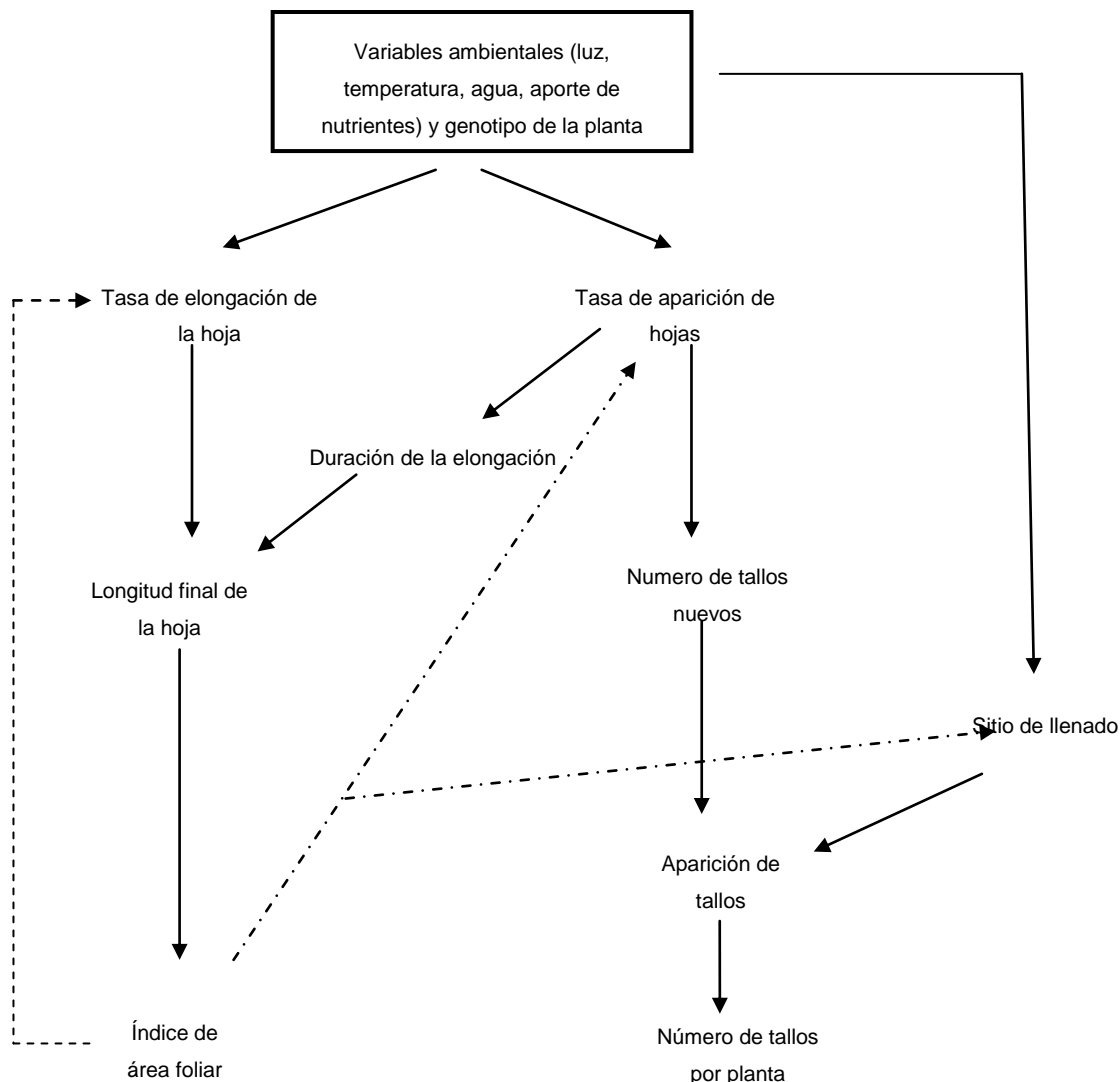 Variables ambientales (luz,
temperatura, agua, aporte de
nutrientes) y genotipo de la planta
Tasa de elongación de
la hoja
Tasa de aparición de
hojas
Duración de la elongación
Longitud final de
la hoja
Numero de tallos
nuevos
Sitio de llenado
Aparición de
tallos
Índice de
área foliar
Número de tallos
por planta